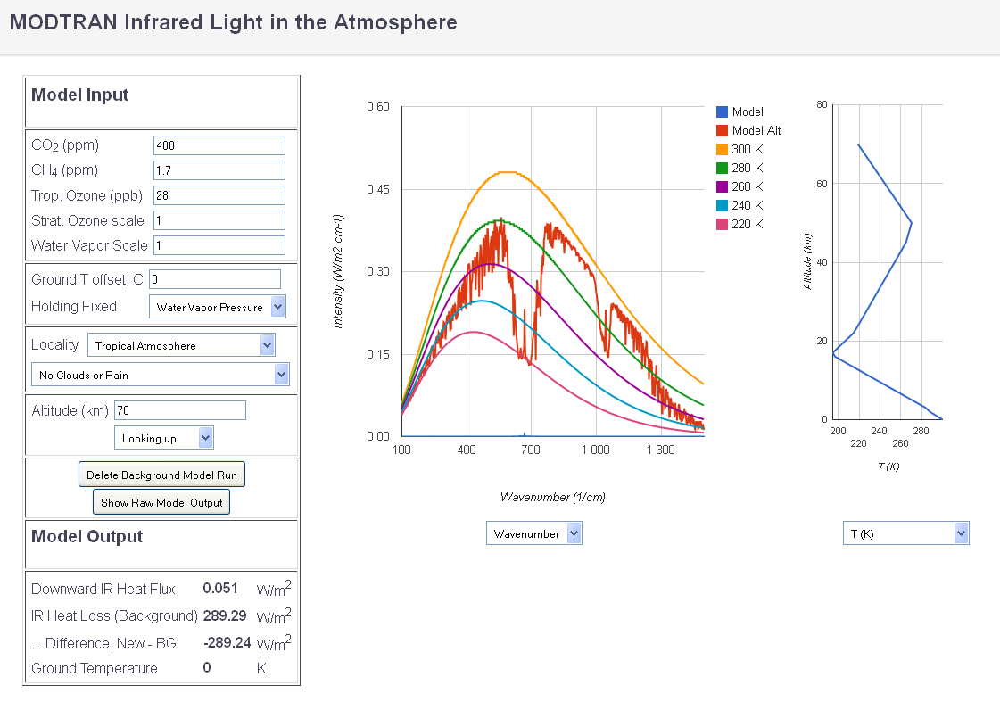 MODTRAN Infrared Light in the Atmosphere
Model Input
CO2 (ppm) 400
CH4 (ppm) 1.7
Trop. Ozone (ppb) 28
Strat. Ozone scale 1
Water Vapor Scale 1
Ground T offset, C 0
Holding Fixed Water Vapor Pressure
Locality Tropical Atmosphere
No Clouds or Rain
Altitude (km) 70
Looking up
Delete Background Model Run
Show Raw Model Output
Model Output
Downward IR Heat Flux 0.051 W/m2
IR Heat Loss (Background) 289.29 W/m2
... Difference, New - BG -289.24 W/m2
Ground Temperature 0 K
Intensity (W/m2 cm-1)
0,60
0,45
0,30
0,15
0,00
100 400 700 1 000 1 300
Wavenumber (1/cm)
Wavenumber
Model
Model Alt
300 K
280 K
260 K
240 K
220 K
Altitude (km)
80
60
40
20
0
200 240 280
220 260
T (K)
T (K)